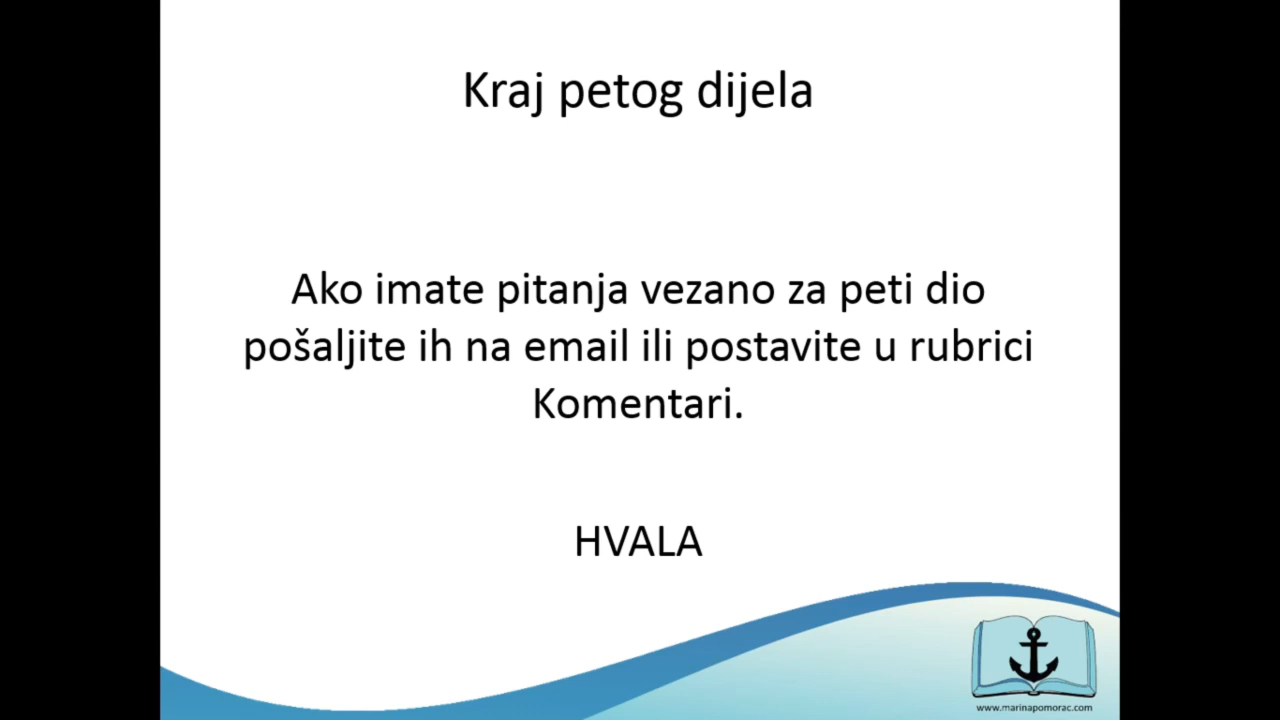 Kraj petog dijela
Ako imate pitanja vezano za peti dio
pošaljite ih na email ili postavite u rubrici
Komentari.
HVALA
www.marinapomorac.com